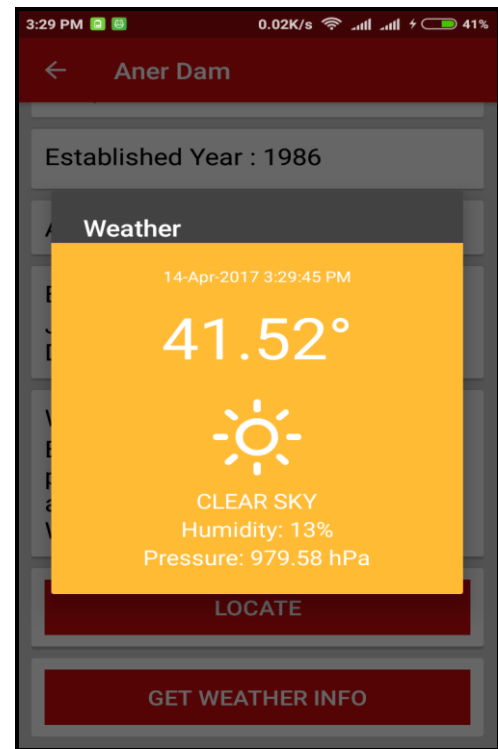 3:29 PM 0.02K/s 41%
Aner Dam
Established Year : 1986
Weather
14-Apr-2017 3:29:45 PM
41.52°
CLEAR SKY
Humidity: 13%
Pressure: 979.58 hPa
LOCATE
GET WEATHER INFO